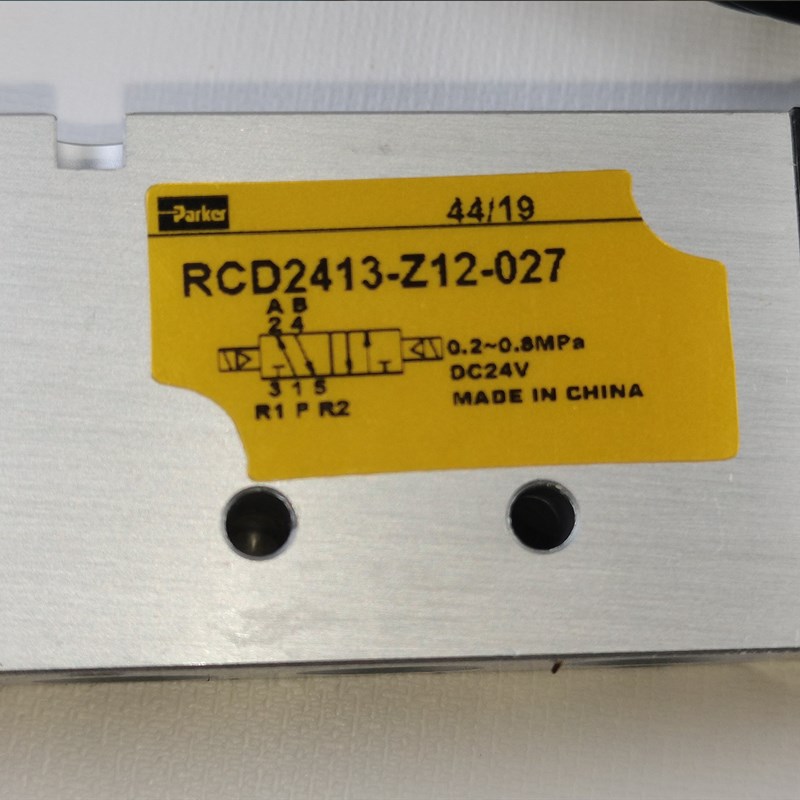 Parker 44/19
RCD2413-Z12-027
A B
2 4
0.2~0.8MPa
DC24V
3 1 5
MADE IN CHINA
R1 P R2